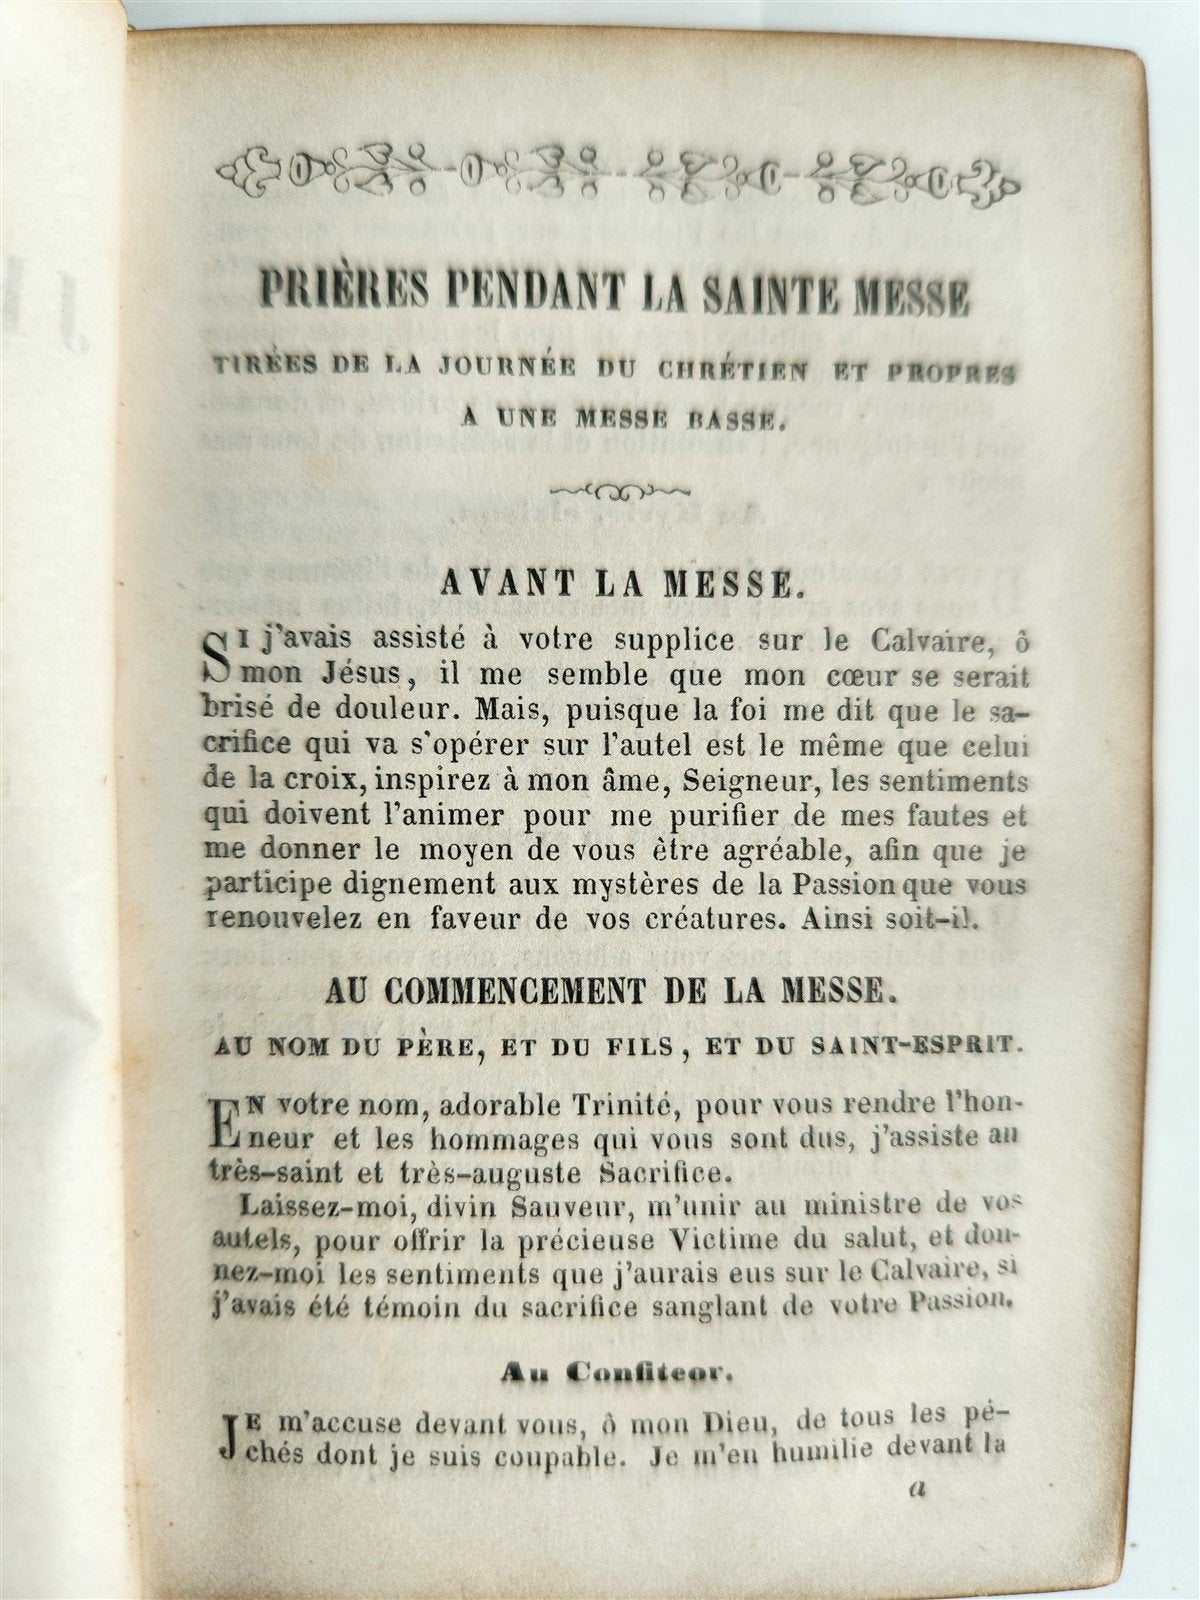 PRIÈRES PENDANT LA SAINTE MESSE
TIRÉES DE LA JOURNÉE DU CHRÉTIEN ET PROPRES
A UNE MESSE BASSE.
AVANT LA MESSE.
SI j'avais assisté à votre supplice sur le Calvaire, ô
mon Jésus, il me semble que mon cœur se serait
brisé de douleur. Mais, puisque la foi me dit que le sa-
crifice qui va s'opérer sur l'autel est le même que celui
de la croix, inspirez à mon âme, Seigneur, les sentiments
qui doivent l'animer pour me purifier de mes fautes et
me donner le moyen de vous être agréable, afin que je
participe dignement aux mystères de la Passion que vous
renouvelez en faveur de vos créatures. Ainsi soit-il.
AU COMMENCEMENT DE LA MESSE.
AU NOM DU PÈRE, ET DU FILS, ET DU SAINT-ESPRIT.
EN votre nom, adorable Trinité, pour vous rendre l'hon-
neur et les hommages qui vous sont dus, j'assiste au
très-saint et très-auguste Sacrifice.
Laissez-moi, divin Sauveur, m'unir au ministre de vos
autels, pour offrir la précieuse Victime du salut, et don-
nez-moi les sentiments que j'aurais eus sur le Calvaire, si
j'avais été témoin du sacrifice sanglant de votre Passion.
Au Confiteor.
JE m'accuse devant vous, ô mon Dieu, de tous les pé-
chés dont je suis coupable. Je m'en humilie devant la
a